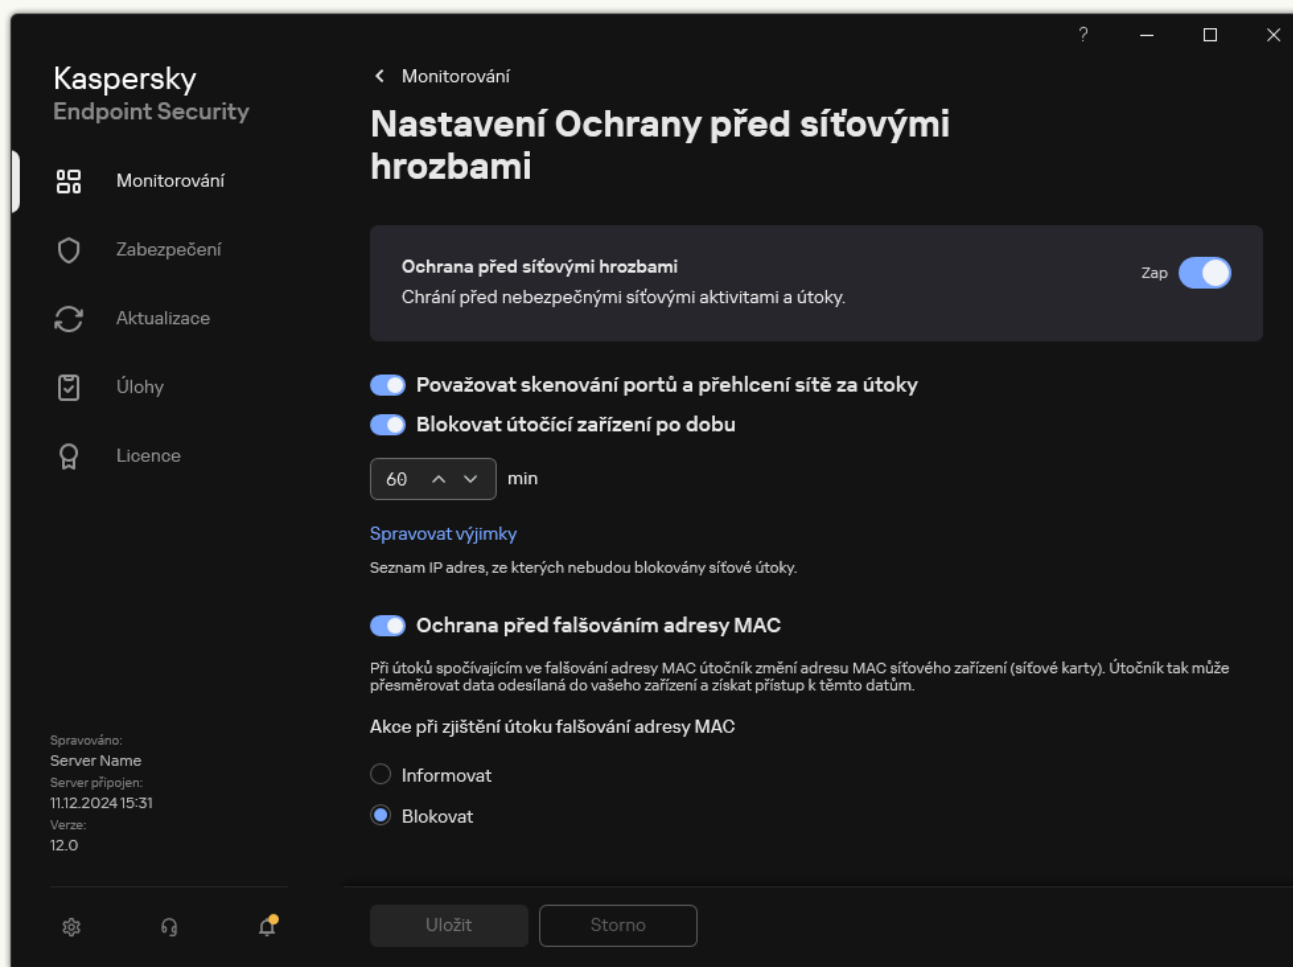 ?
Kaspersky
Endpoint Security
Monitorování
Zabezpečení
Aktualizace
Úlohy
Licence
Spravováno:
Server Name
Server připojen:
11.12.2024 15:31
Verze:
12.0
Monitorování
Nastavení Ochrany před síťovými
hrozbami
Ochrana před síťovými hrozbami
Chrání před nebezpečnými síťovými aktivitami a útoky.
Zap
Považovat skenování portů a přehlcení sítě za útoky
Blokovat útočící zařízení po dobu
60 min
Spravovat výjimky
Seznam IP adres, ze kterých nebudou blokovány síťové útoky.
Ochrana před falšováním adresy MAC
Při útoků spočívajícím ve falšování adresy MAC útočník změní adresu MAC síťového zařízení (síťové karty). Útočník tak může
přesměrovat data odesílaná do vašeho zařízení a získat přístup k těmto datům.
Akce při zjištění útoku falšování adresy MAC
Informovat
Blokovat
Uložit
Storno